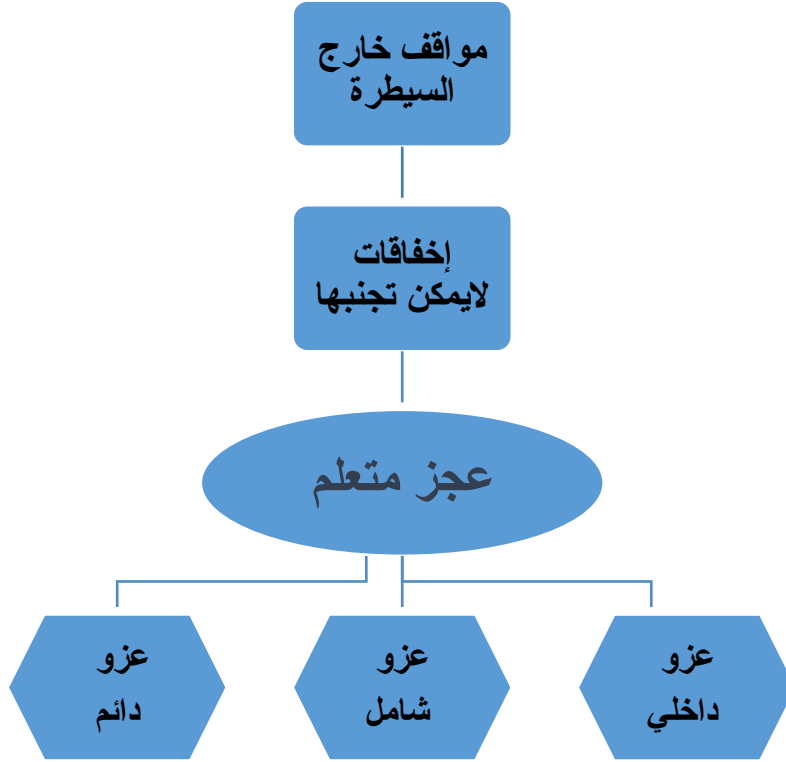 مواقف خارج
السيطرة
إخفاقات
لايمكن تجنبها
عجز متعلم
عزو
داخلي
عزو
شامل
عزو
دائم